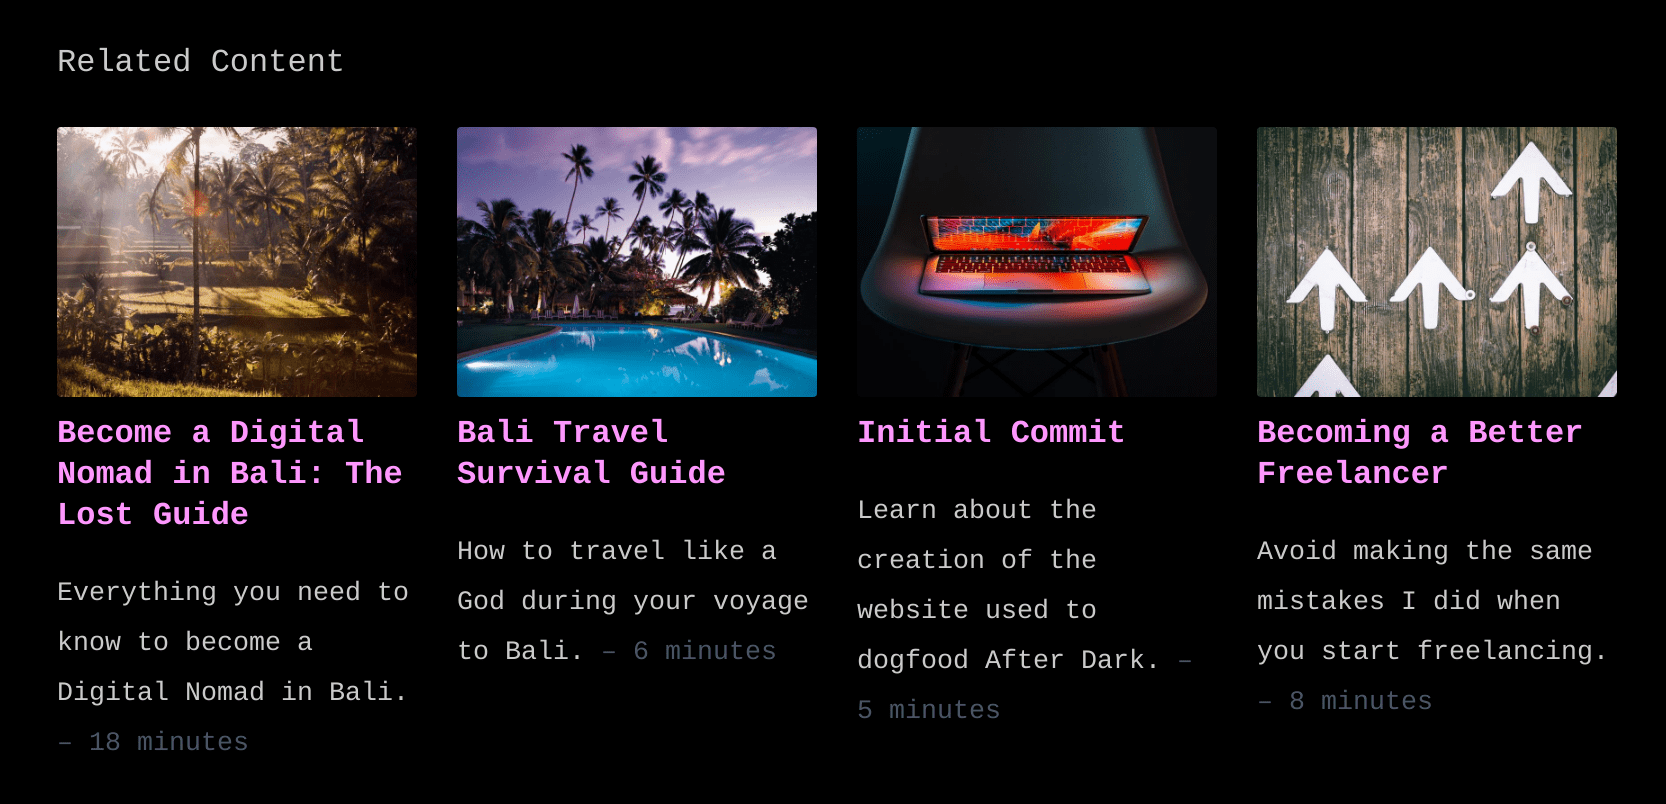 Related Content
Become a Digital
Nomad in Bali: The
Lost Guide
Everything you need to
know to become a
Digital Nomad in Bali.
– 18 minutes
Bali Travel
Survival Guide
How to travel like a
God during your voyage
to Bali. – 6 minutes
Initial Commit
Learn about the
creation of the
website used to
dogfood After Dark. –
5 minutes
Becoming a Better
Freelancer
Avoid making the same
mistakes I did when
you start freelancing.
– 8 minutes